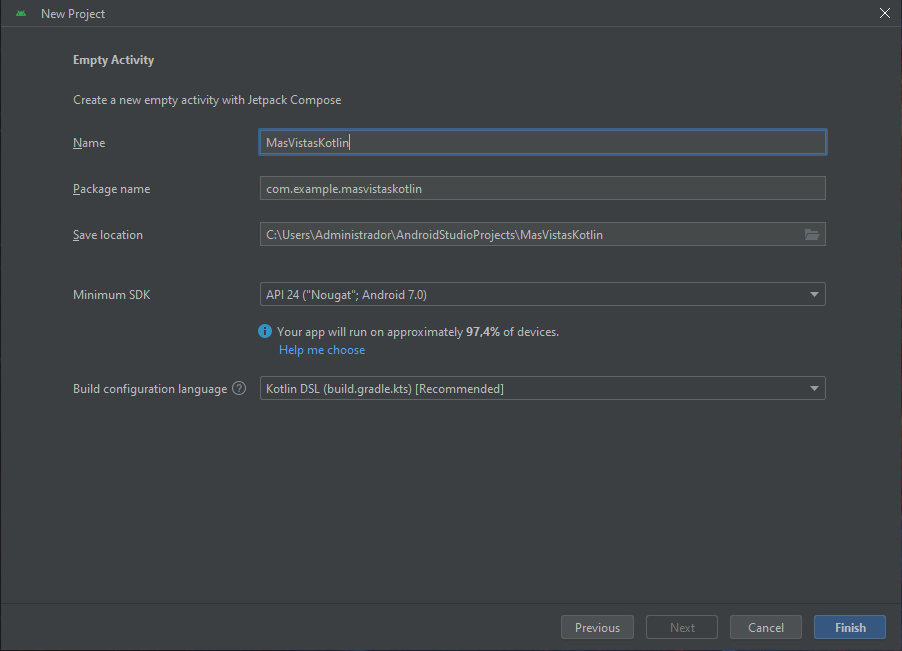 New Project
Empty Activity
Create a new empty activity with Jetpack Compose
Name
MasVistasKotlin
Package name
com.example.masvistaskotlin
Save location
C:\Users\Administrador\AndroidStudioProjects\MasVistasKotlin
Minimum SDK
API 24 ("Nougat"; Android 7.0)
Your app will run on approximately 97,4% of devices.
Help me choose
Build configuration language
Kotlin DSL (build.gradle.kts) [Recommended]
Previous
Next
Cancel
Finish